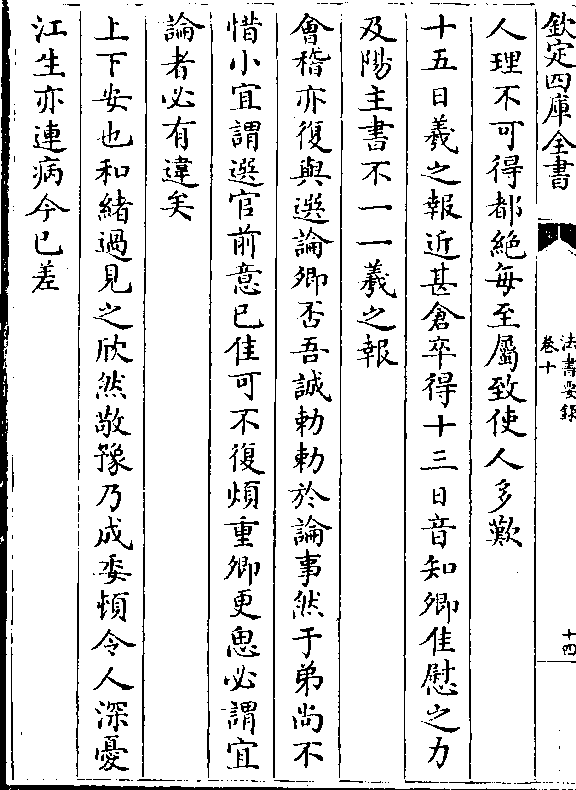 欽定四庫全書
法書要錄
卷十
十四
人理不可得都絶每至屬致使人多歎
十五日羲之報近甚倉卒得十三日音知卿佳慰之力
及陽主書不一一羲之報
會稽亦復與選論卿否吾誠勅勅於論事然于弟尚不
惜小宜謂選官前意已佳可不復煩重卿更思必謂宜
論者必有違矣
上下安也和緒過見之欣然敬豫乃成委頓令人深憂
江生亦連病今已差